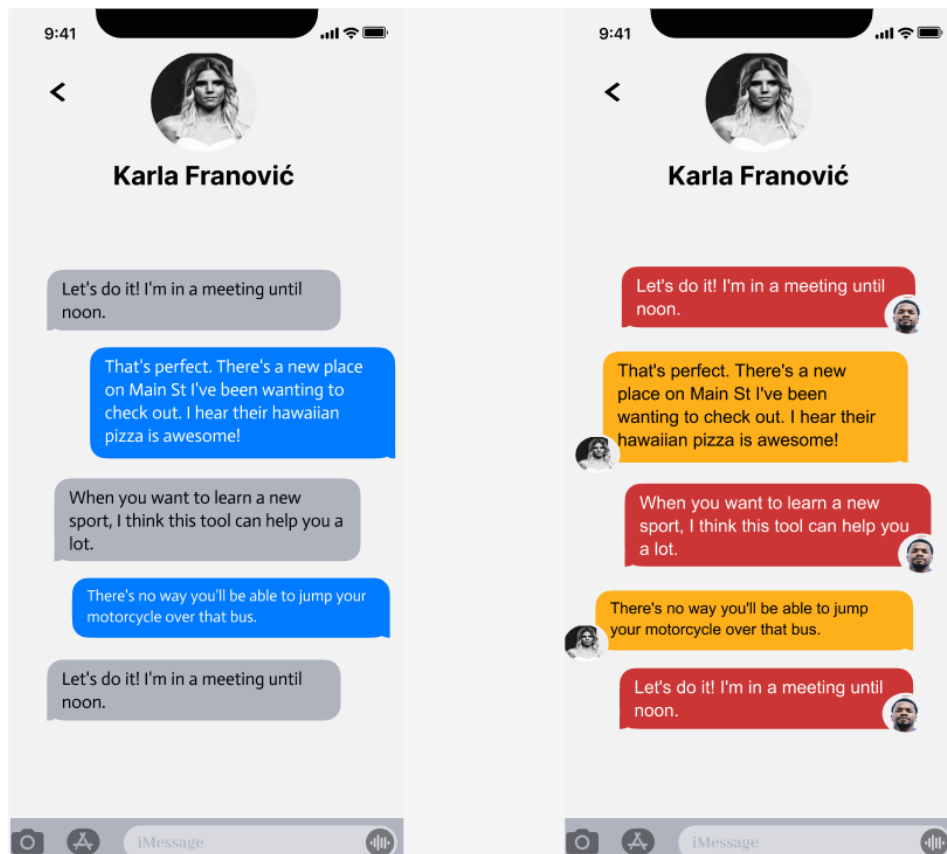 9:41
Karla Franović
Let's do it! I'm in a meeting until
noon.
That's perfect. There's a new place
on Main St I've been wanting to
check out. I hear their hawaiian
pizza is awesome!
When you want to learn a new
sport, I think this tool can help you a
lot.
There's no way you'll be able to jump your
motorcycle over that bus.
Let's do it! I'm in a meeting until
noon.
iMessage
9:41
Karla Franović
Let's do it! I'm in a meeting until
noon.
That's perfect. There's a new
place on Main St I've been
wanting to check out. I hear their
hawaiian pizza is awesome!
When you want to learn a new
sport, I think this tool can help you
a lot.
There's no way you'll be able to jump
your motorcycle over that bus.
Let's do it! I'm in a meeting until
noon.
iMessage